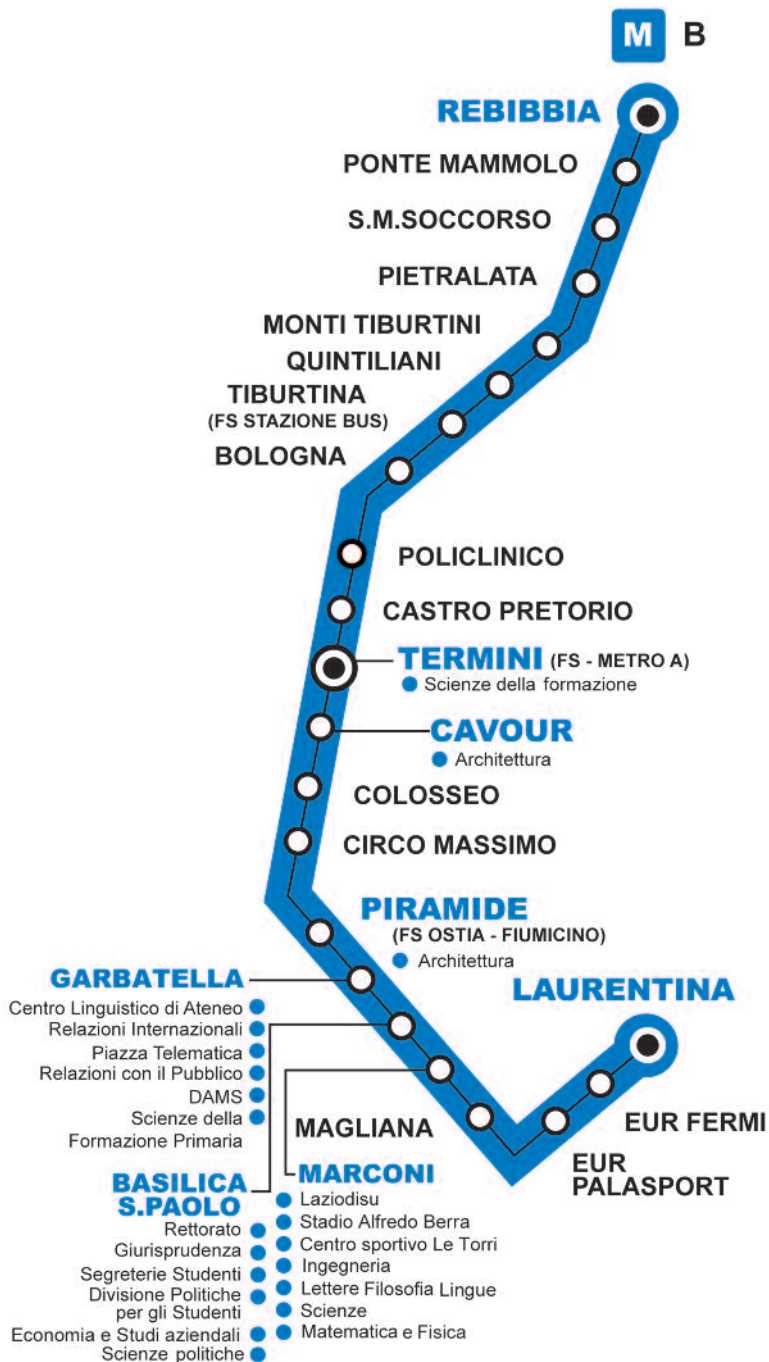 M B
REBIBBIA
PONTE MAMMOLO
S.M.SOCCORSO
PIETRALATA
MONTI TIBURTINI
QUINTILIANI
TIBURTINA
(FS STAZIONE BUS)
BOLOGNA
POLICLINICO
CASTRO PRETORIO
TERMINI (FS - METRO A)
Scienze della formazione
CAVOUR
Architettura
COLOSSEO
CIRCO MASSIMO
PIRAMIDE
(FS OSTIA - FIUMICINO)
Architettura
GARBATELLA
Centro Linguistico di Ateneo
Relazioni Internazionali
Piazza Telematica
Relazioni con il Pubblico
DAMS
Scienze della
Formazione Primaria
BASILICA
S.PAOLO
Rettorato
Giurisprudenza
Segreterie Studenti
Divisione Politiche
per gli Studenti
Economia e Studi aziendali
Scienze politiche
MARCONI
Laziodisu
Stadio Alfredo Berra
Centro sportivo Le Torri
Ingegneria
Lettere Filosofia Lingue
Scienze
Matematica e Fisica
MAGLIANA
EUR
PALASPORT
EUR FERMI
LAURENTINA